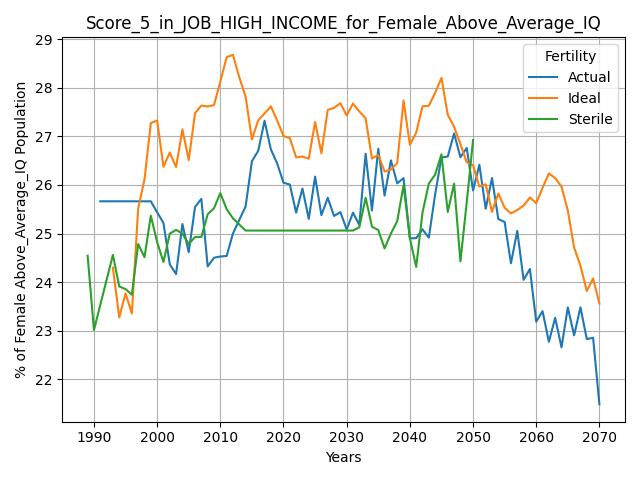 Score_5_in_JOB_HIGH_INCOME_for_Female_Above_Average_IQ
% of Female Above_Average_IQ Population
29
28
27
26
25
24
23
22
Fertility
Actual
Ideal
Sterile
1990 2000 2010 2020 2030 2040 2050 2060 2070
Years